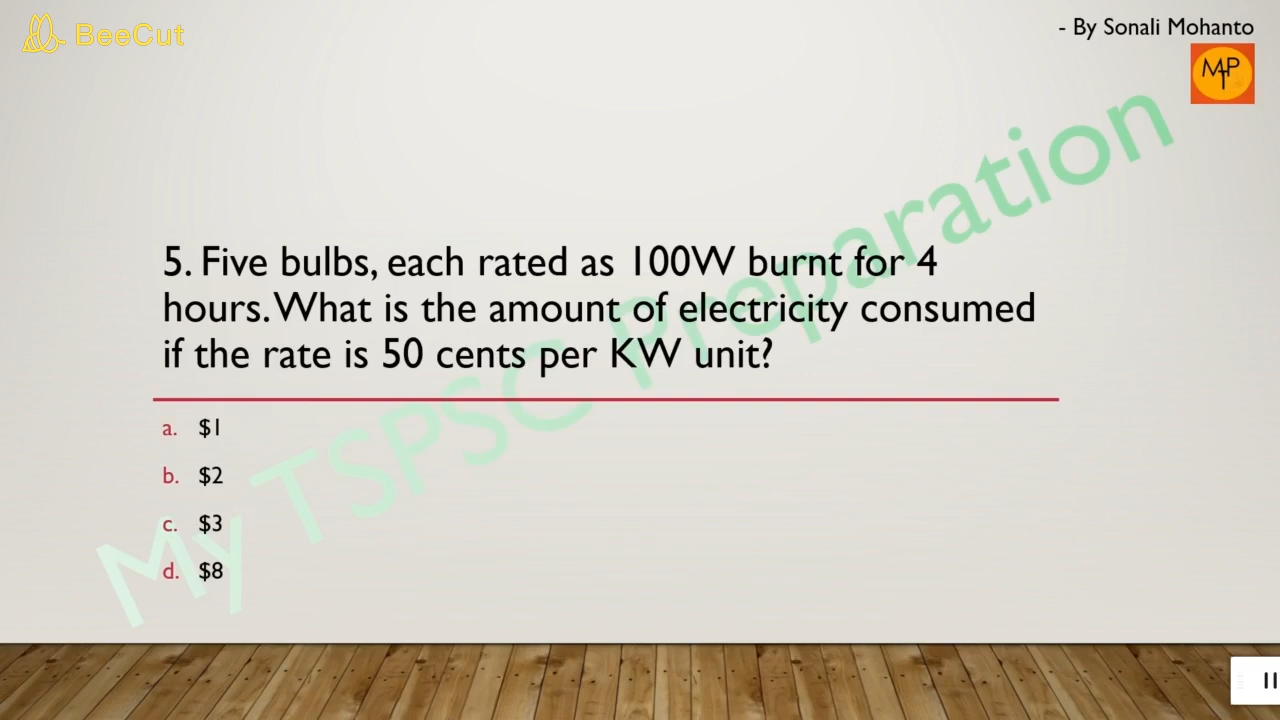 BeeCut
- By Sonali Mohanto
MTP
5. Five bulbs, each rated as 100W burnt for 4
hours. What is the amount of electricity consumed
if the rate is 50 cents per KW unit?
a. $1
b. $2
c. $3
d. $8
My TSPSC Preparation